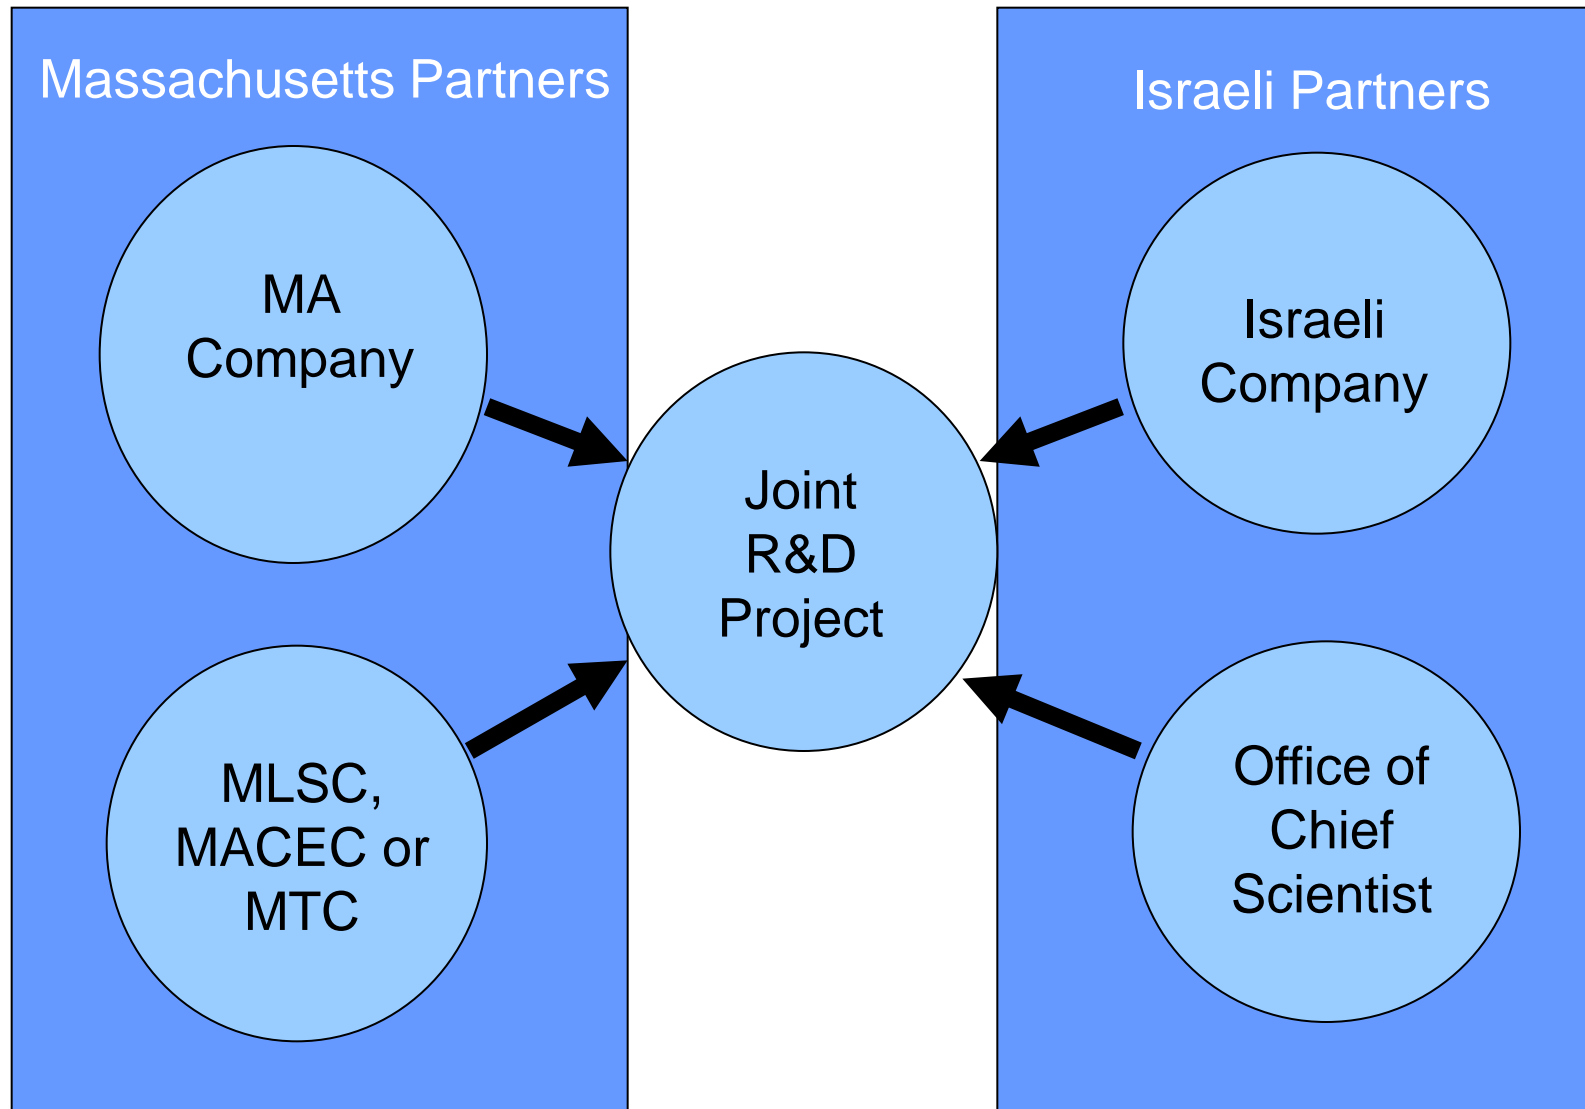 Massachusetts Partners
MA
Company
MLSC,
MACEC or
MTC
Joint
R&D
Project
Israeli Partners
Israeli
Company
Office of
Chief
Scientist